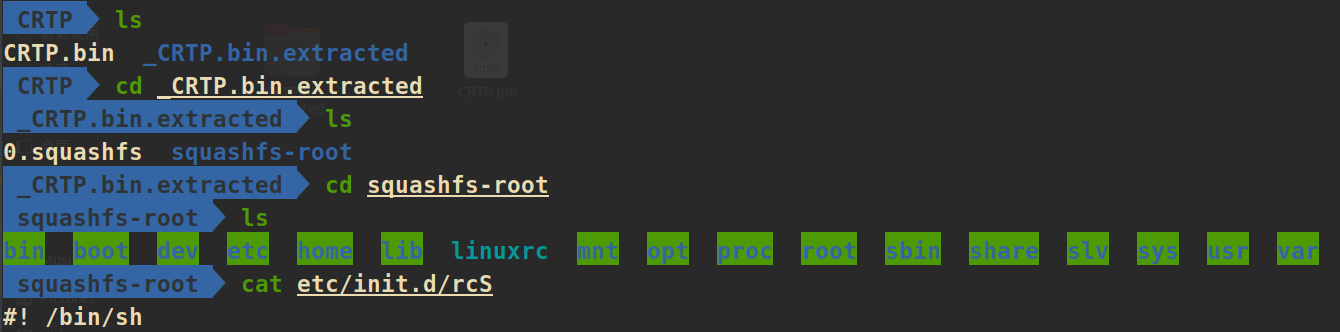 CRTP ls
CRTP.bin _CRTP.bin.extracted
CRTP cd _CRTP.bin.extracted
_CRTP.bin.extracted ls
0.squashfs squashfs-root
_CRTP.bin.extracted cd squashfs-root
squashfs-root ls
bin boot dev etc home lib linuxrc mnt opt proc root sbin share slv sys usr var
squashfs-root cat etc/init.d/rcS
#! /bin/sh
sqsh
CRTP.bin
Pictures